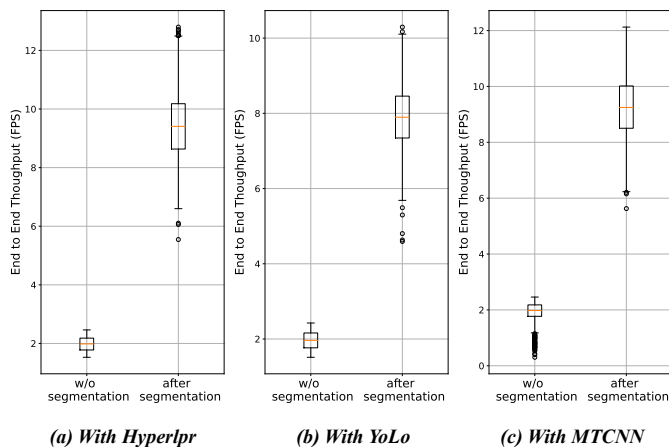 End to End Thoughput (FPS)
12
10
8
6
4
2
w/o
segmentation
after
segmentation
(a) With Hyperlpr
End to End Thoughput (FPS)
10
8
6
4
2
w/o
segmentation
after
segmentation
(b) With YoLo
End to End Thoughput (FPS)
12
10
8
6
4
2
0
w/o
segmentation
after
segmentation
(c) With MTCNN